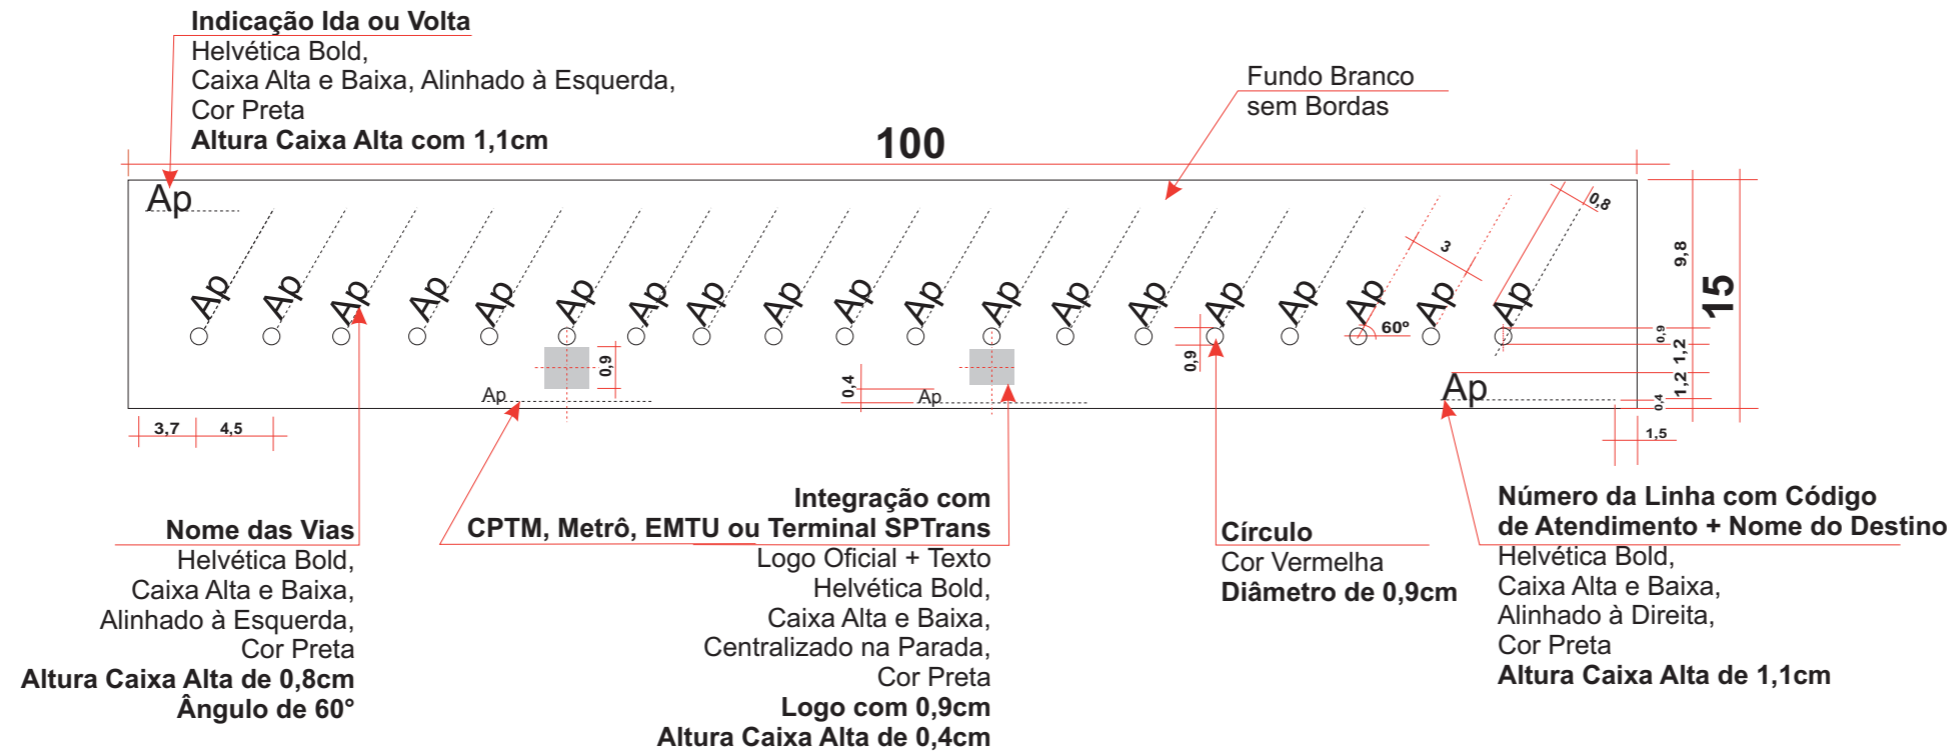 Indicação Ida ou Volta
Helvética Bold,
Caixa Alta e Baixa, Alinhado à Esquerda,
Cor Preta
Altura Caixa Alta com 1,1cm
Fundo Branco
sem Bordas
100
Ap
0,8
3
9,8
15
Ap Ap Ap Ap Ap Ap Ap Ap Ap Ap Ap Ap Ap Ap Ap Ap Ap Ap Ap
60º
0,9
1,2
0,9
0,9
0,4
1,2
0,4
Ap
Ap
Ap
3,7
4,5
1,5
Nome das Vias
Helvética Bold,
Caixa Alta e Baixa,
Alinhado à Esquerda,
Cor Preta
Altura Caixa Alta de 0,8cm
Ângulo de 60°
Integração com
CPTM, Metrô, EMTU ou Terminal SPTrans
Logo Oficial + Texto
Helvética Bold,
Caixa Alta e Baixa,
Centralizado na Parada,
Cor Preta
Logo com 0,9cm
Altura Caixa Alta de 0,4cm
Círculo
Cor Vermelha
Diâmetro de 0,9cm
Número da Linha com Código
de Atendimento + Nome do Destino
Helvética Bold,
Caixa Alta e Baixa,
Alinhado à Direita,
Cor Preta
Altura Caixa Alta de 1,1cm